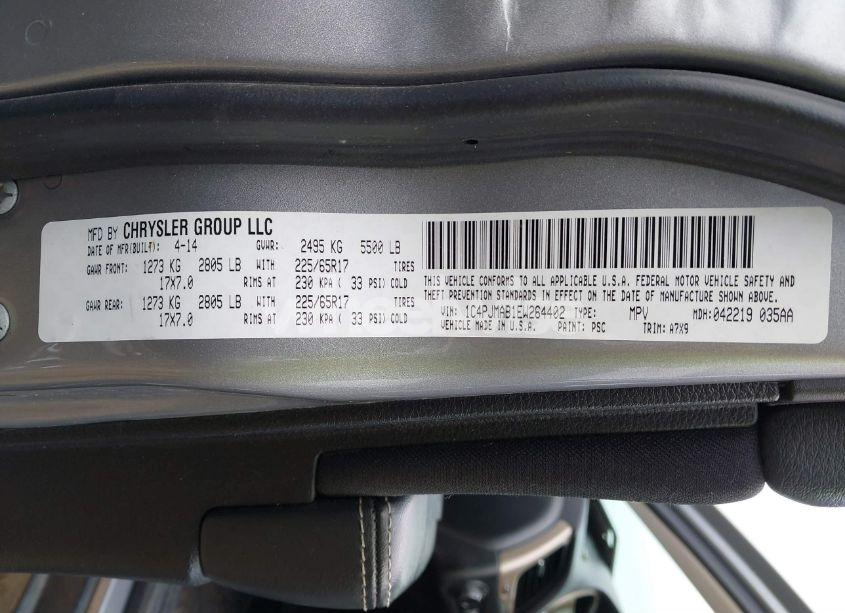 MFD BY CHRYSLER GROUP LLC
DATE OF MFR(BUILT): 4-14 GVWR: 2495 KG 5500 LB
GAWR FRONT: 1273 KG 2805 LB WITH 225/65R17 TIRES
17X7.0 RIMS AT 230 KPA ( 33 PSI) COLD
GAWR REAR: 1273 KG 2805 LB WITH 225/65R17 TIRES
17X7.0 RIMS AT 230 KPA ( 33 PSI) COLD
THIS VEHICLE CONFORMS TO ALL APPLICABLE U.S.A. FEDERAL MOTOR VEHICLE SAFETY AND
THEFT PREVENTION STANDARDS IN EFFECT ON THE DATE OF MANUFACTURE SHOWN ABOVE.
VIN: 1C4PJMAB1EW264402 TYPE: MPV MDH: 042219 035AA
VEHICLE MADE IN U.S.A. PAINT: PSC TRIM: A7X9